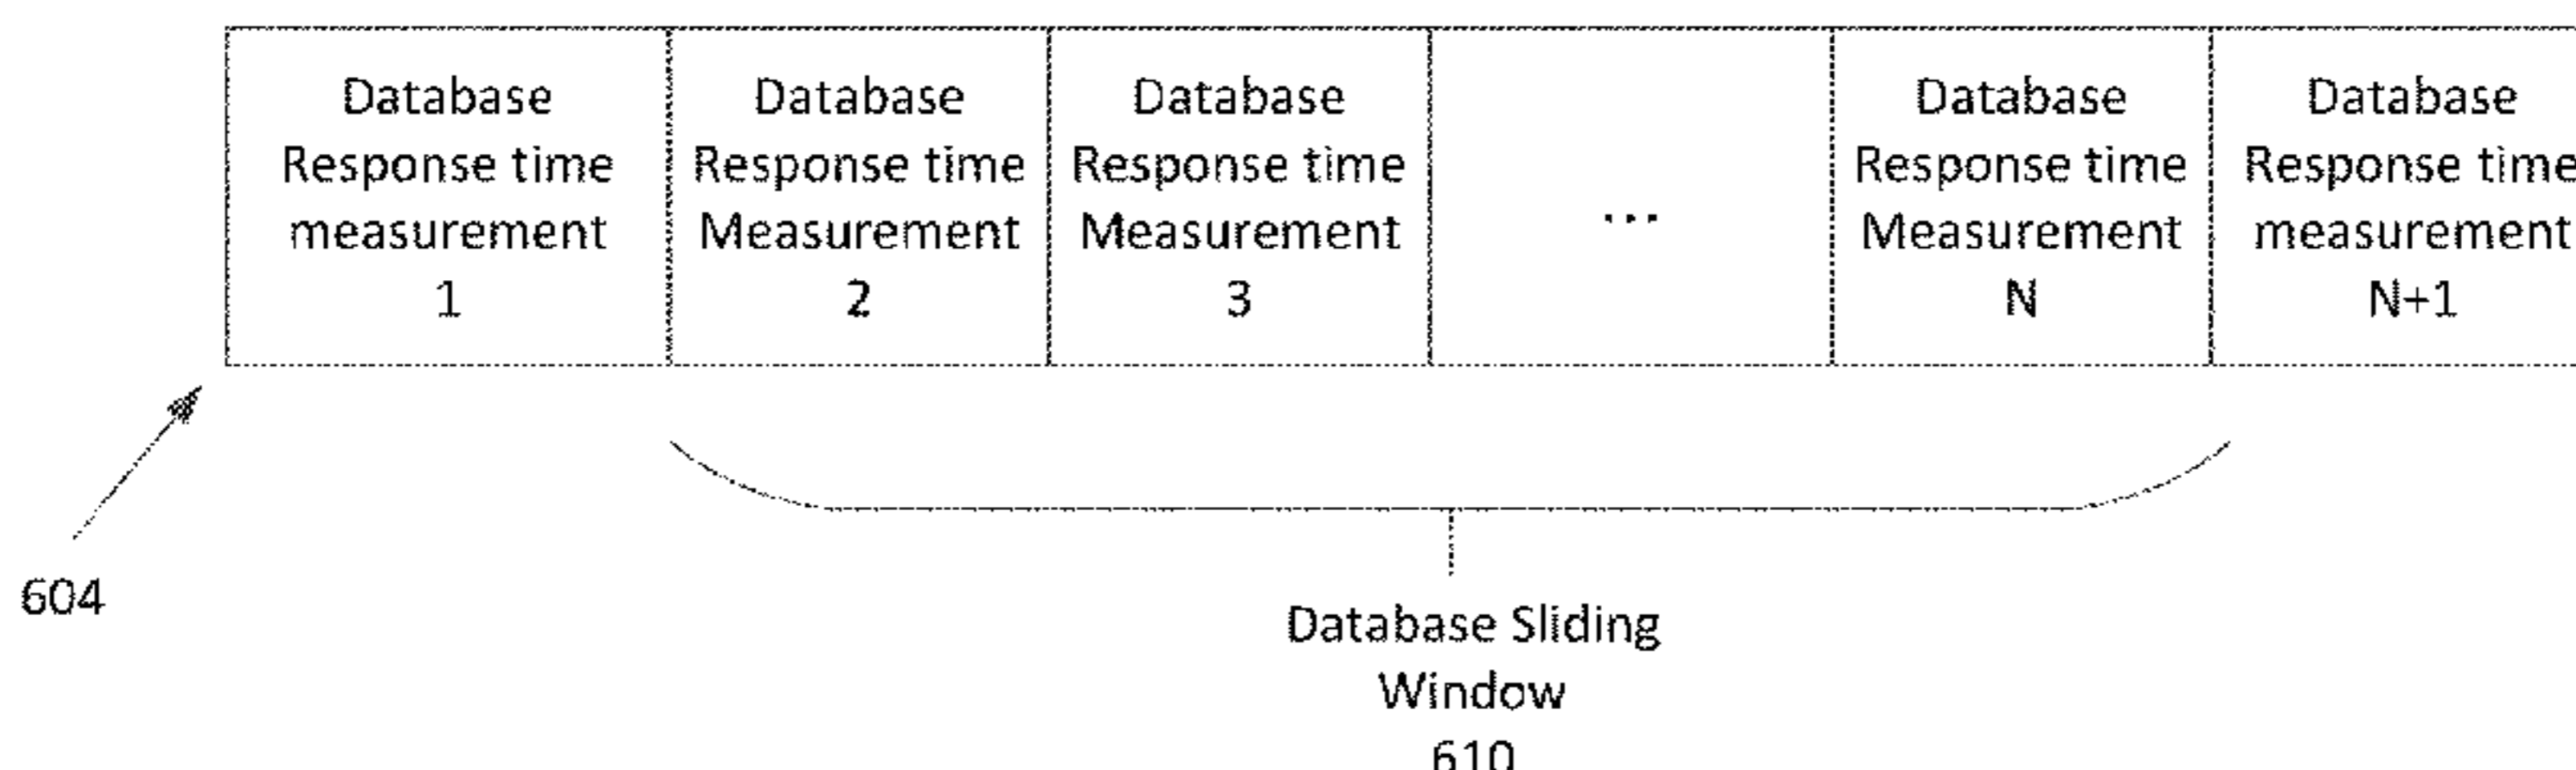 Database
Response time
measurement
1
Database
Response time
Measurement
2
Database
Response time
Measurement
3
...
Database
Response time
Measurement
N
Database
Response time
measurement
N+1
604
Database Sliding
Window
610